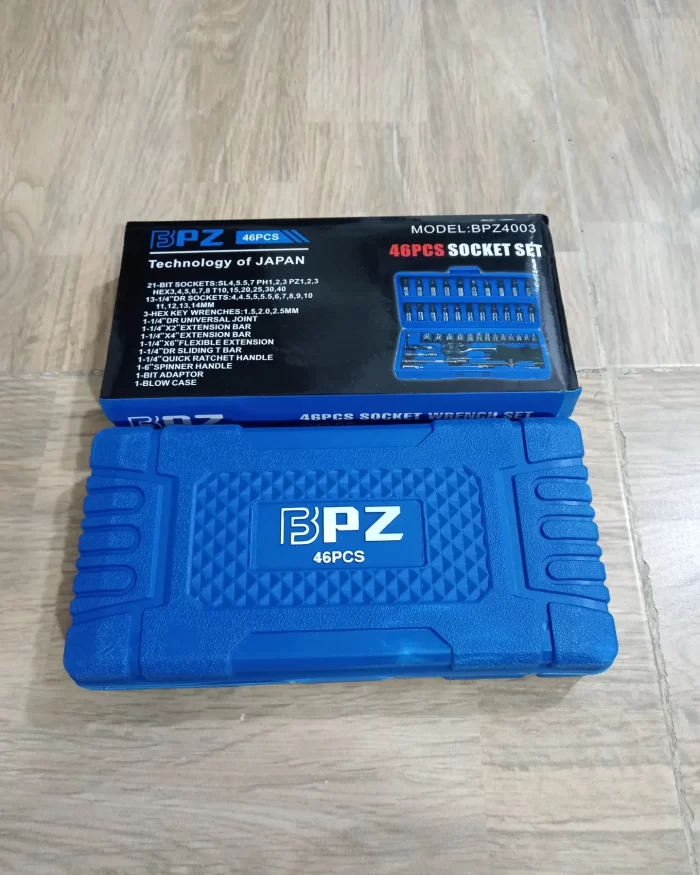 BPZ 46PCS
Technology of JAPAN
MODEL:BPZ4003
46PCS SOCKET SET
21-BIT SOCKETS:SL4,5.5,7 PH1,2,3 PZ1,2,3
HEX3,4,5,6,7,8 T10,15,20,25,30,40
13-1/4"DR SOCKETS:4,4.5,5,5.5,6,7,8,9,10
11,12,13,14MM
3-HEX KEY WRENCHES:1.5,2.0,2.5MM
1-1/4"DR UNIVERSAL JOINT
1-1/4"X2"EXTENSION BAR
1-1/4"X4"EXTENSION BAR
1-1/4"X6"FLEXIBLE EXTENSION
1-1/4"DR SLIDING T BAR
1-1/4"QUICK RATCHET HANDLE
1-6"SPINNER HANDLE
1-BIT ADAPTOR
1-BLOW CASE
BPZ 46PCS SOCKET WRENCH SET
BPZ
46PCS